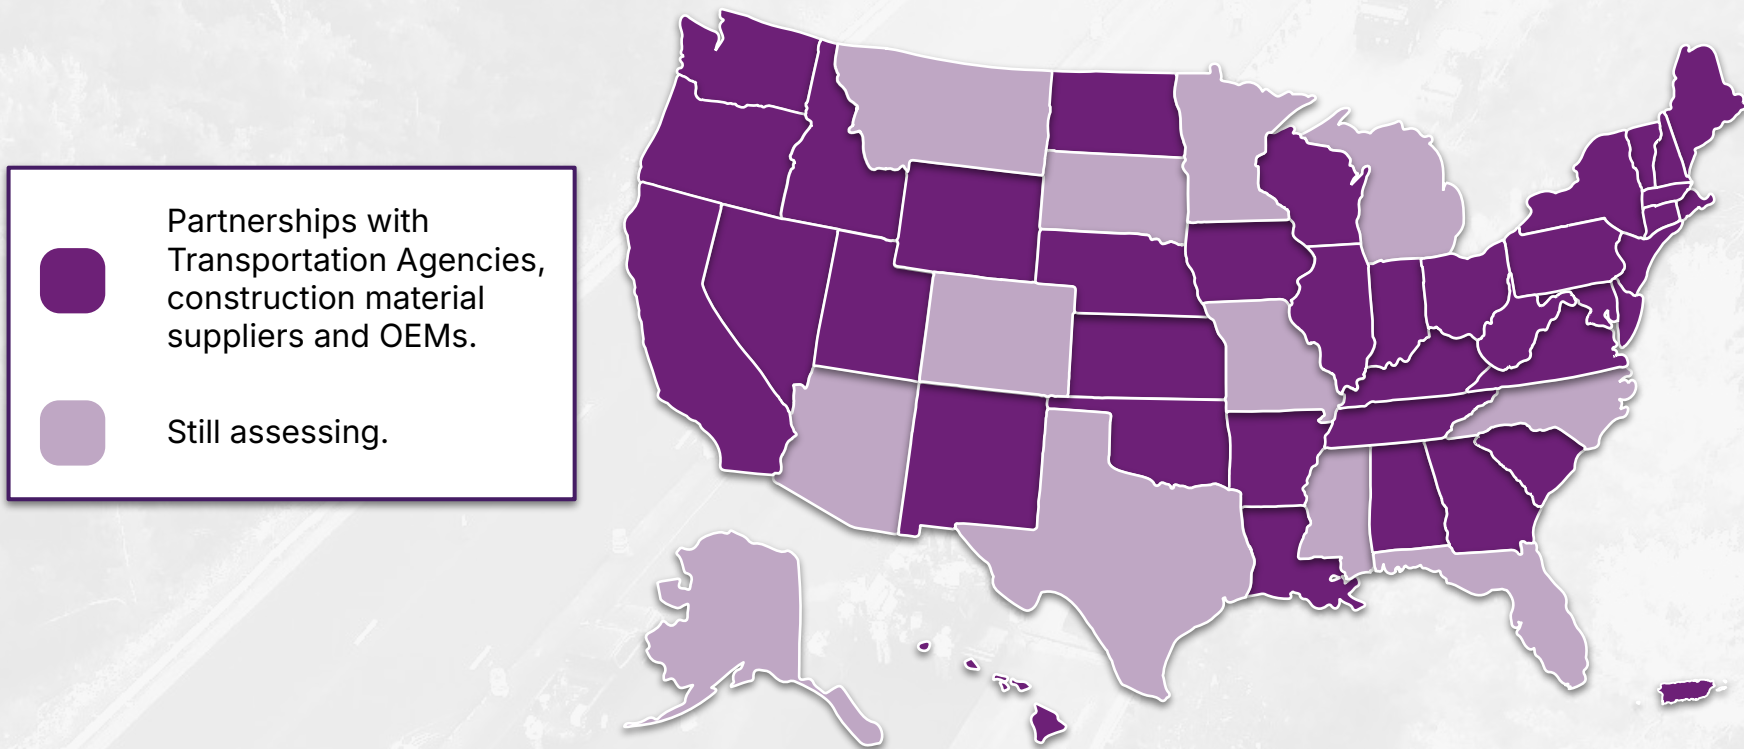 Partnerships with
Transportation Agencies,
construction material
suppliers and OEMs.
Still assessing.